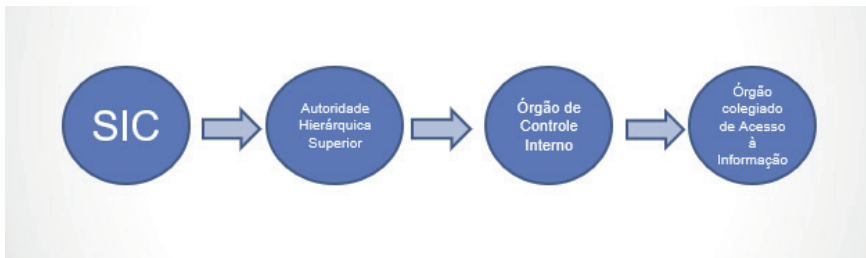 SIC
Autoridade
Hierárquica
Superior
Órgão de
Controle
Interno
Órgão
colegiado
de Acesso
à
Informação